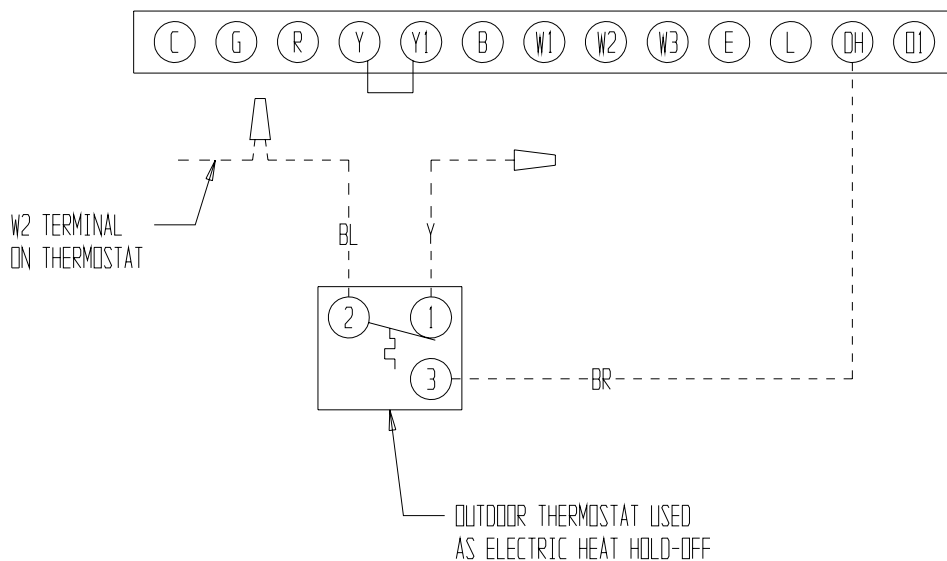 C G R Y Y1 B W1 W2 W3 E L DH O1
W2 TERMINAL
ON THERMOSTAT
BL
Y
2
1
3
BR
OUTDOOR THERMOSTAT USED
AS ELECTRIC HEAT HOLD-OFF